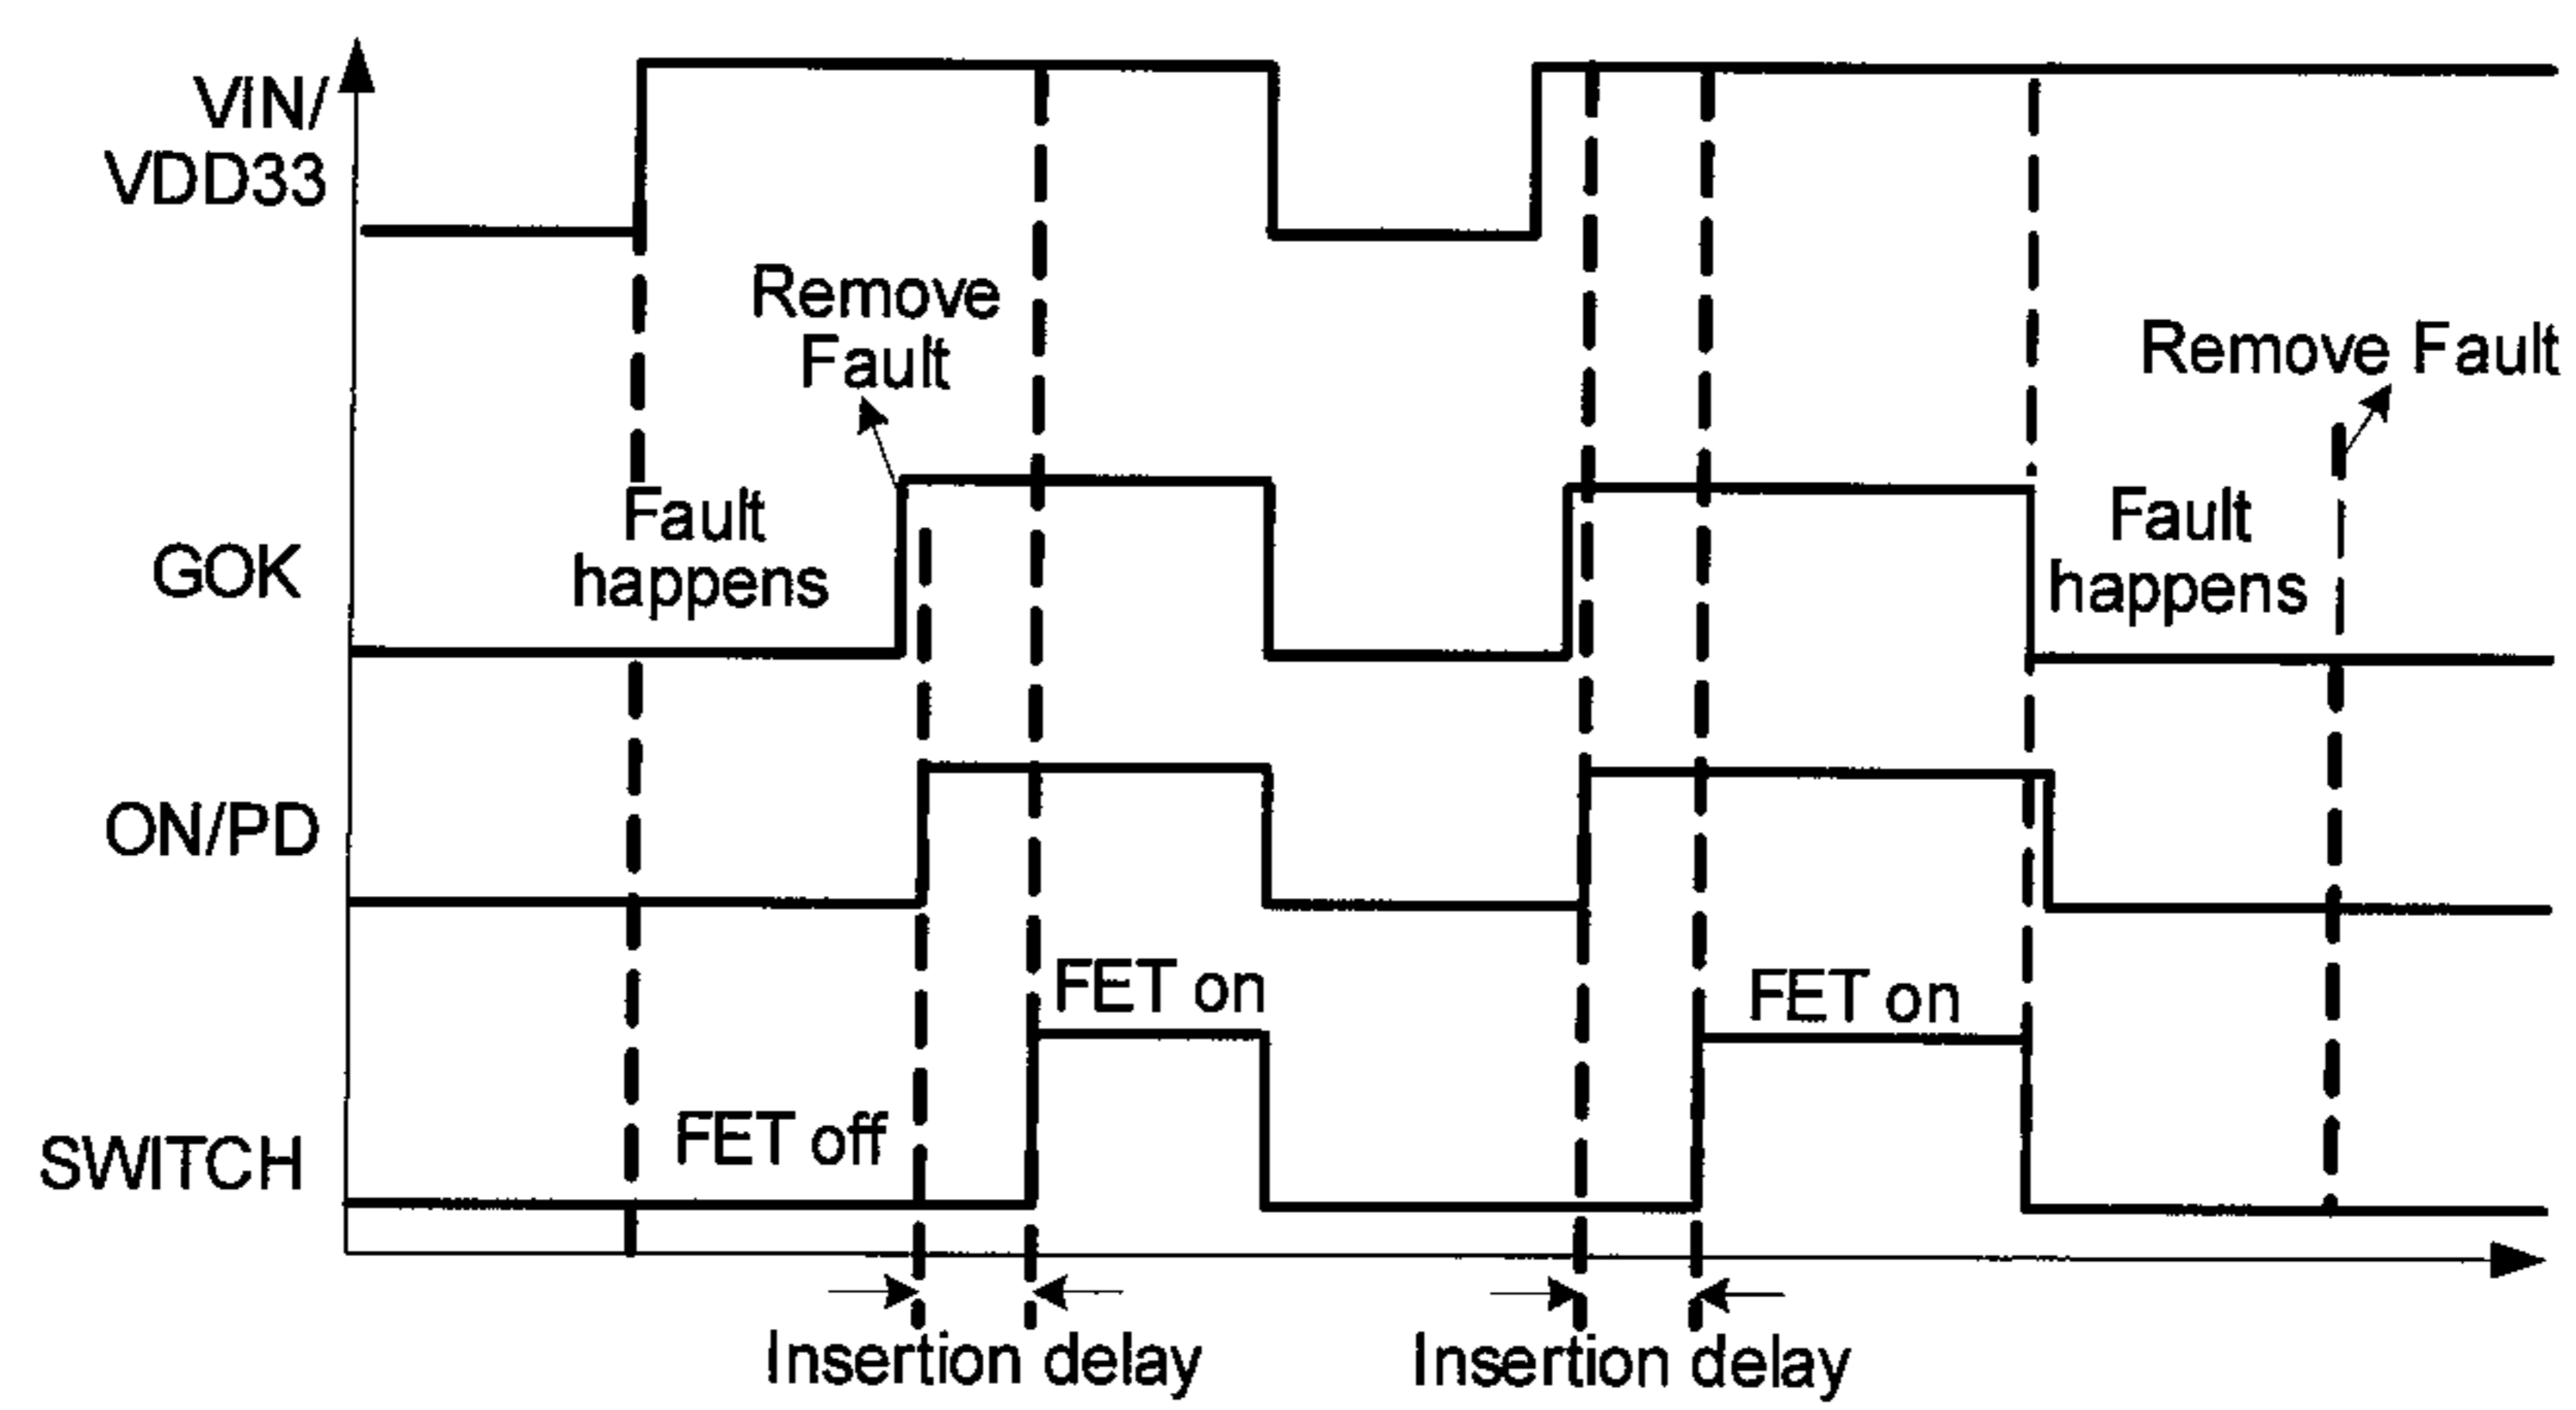 VIN/
VDD33
Remove
Fault
Remove Fault
GOK
Fault
happens
Fault
happens
ON/PD
FET on
FET on
SWITCH
FET off
Insertion delay
Insertion delay